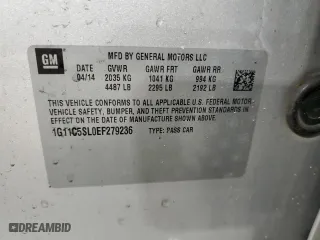 GM
MFD BY GENERAL MOTORS LLC
DATE GVWR GAWR FRT GAWR RR
04/14 2035 KG 1041 KG 994 KG
4487 LB 2295 LB 2192 LB
THIS VEHICLE CONFORMS TO ALL APPLICABLE U.S. FEDERAL MOTOR
VEHICLE SAFETY, BUMPER, AND THEFT PREVENTION STANDARDS IN
EFFECT ON THE DATE OF MANUFACTURE SHOWN ABOVE.
1G11C5SL0EF279236 TYPE: PASS CAR
© AUTOBIDMASTER